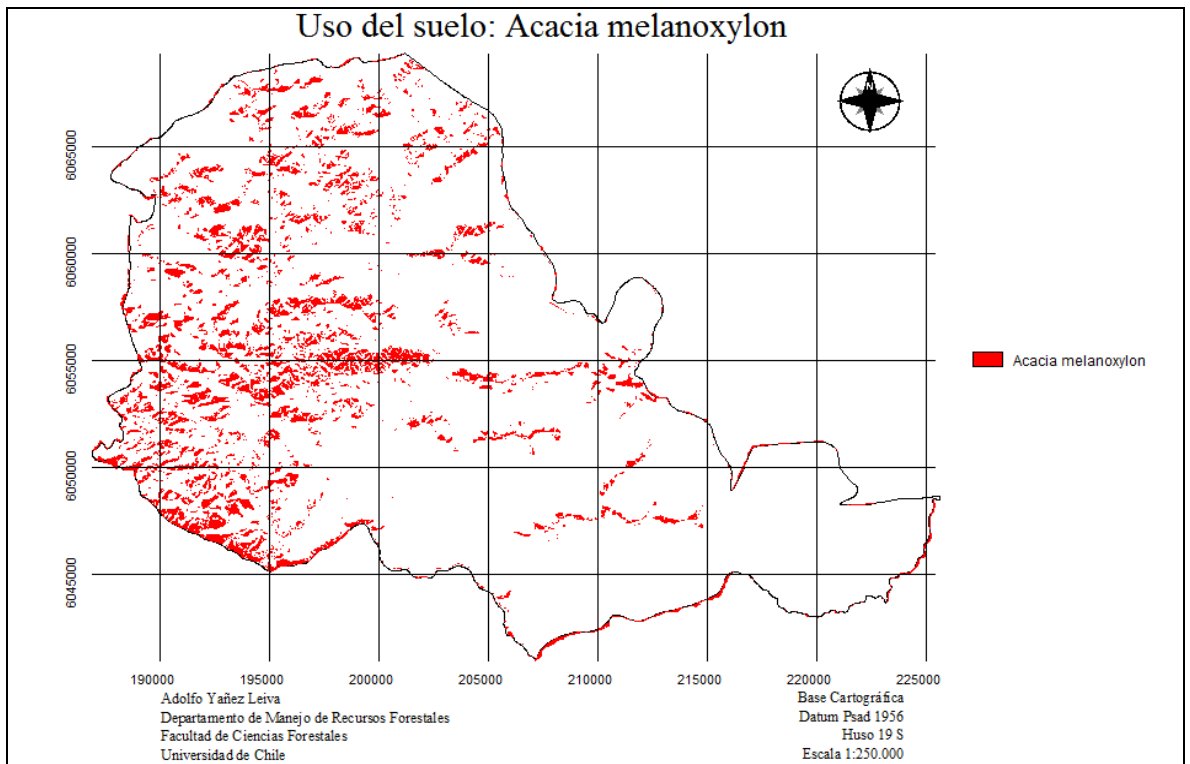 Uso del suelo: Acacia melanoxylon
N
6065000
6060000
6055000
6050000
6045000
Acacia melanoxylon
190000
195000
200000
205000
210000
215000
220000
225000
Adolfo Yañez Leiva
Departamento de Manejo de Recursos Forestales
Facultad de Ciencias Forestales
Universidad de Chile
Base Cartográfica
Datum Psad 1956
Huso 19 S
Escala 1:250.000